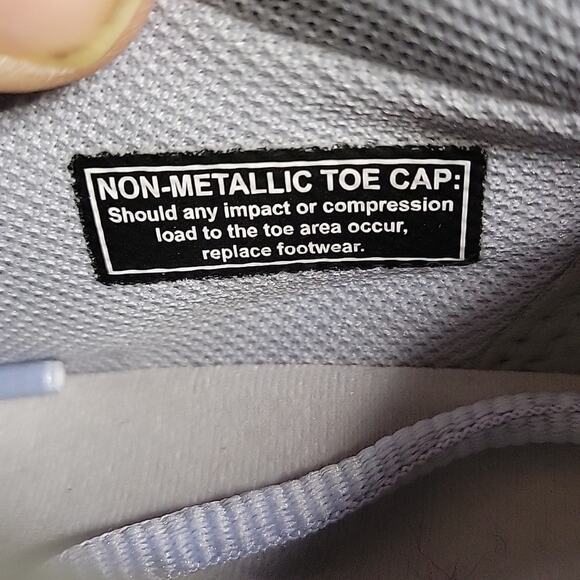 NON-METALLIC TOE CAP:
Should any impact or compression
load to the toe area occur,
replace footwear.